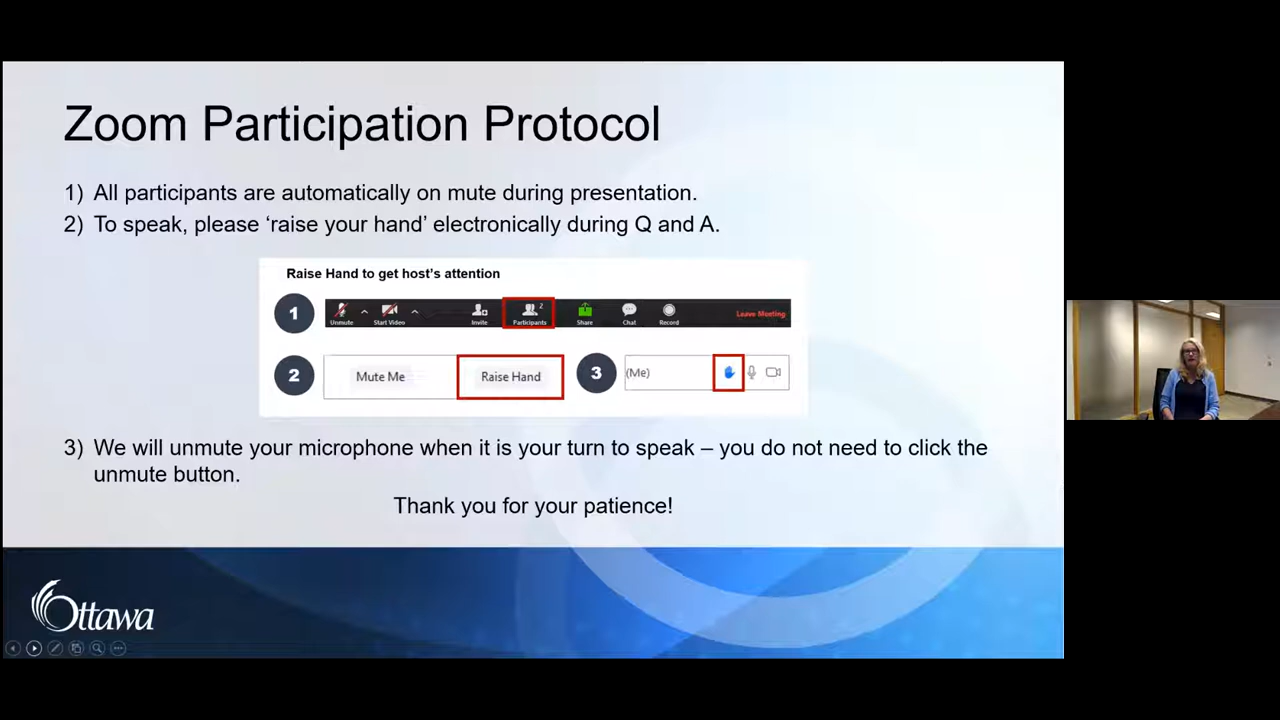 Zoom Participation Protocol
1) All participants are automatically on mute during presentation.
2) To speak, please ‘raise your hand’ electronically during Q and A.
Raise Hand to get host’s attention
1
Unmute Start Video Invite Participants 2 Share Chat Record Leave Meeting
2 Mute Me Raise Hand 3 (Me)
3) We will unmute your microphone when it is your turn to speak – you do not need to click the
unmute button.
Thank you for your patience!
Ottawa